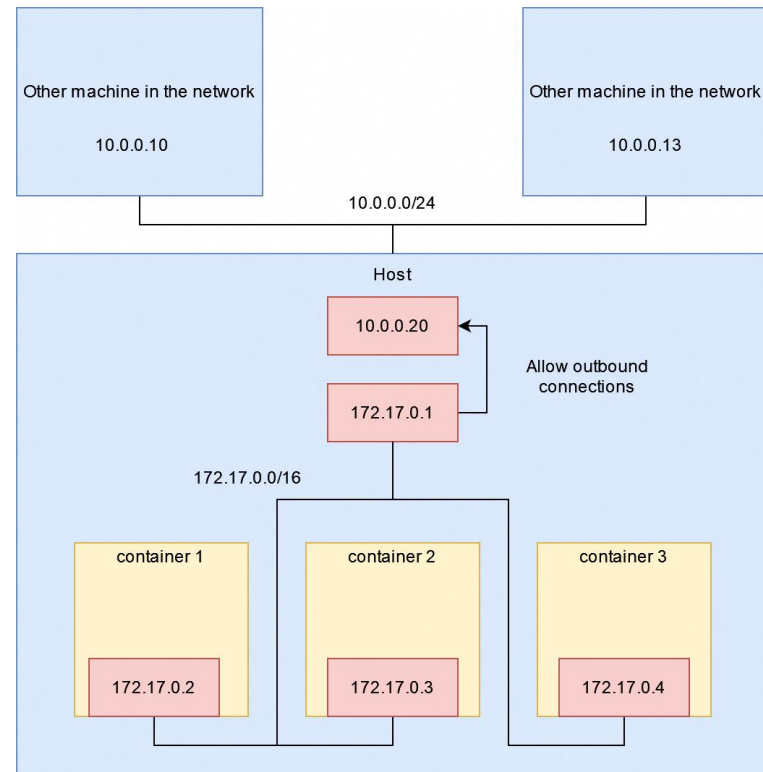 Other machine in the network
10.0.0.10
Other machine in the network
10.0.0.13
10.0.0.0/24
Host
10.0.0.20
Allow outbound
connections
172.17.0.1
172.17.0.0/16
container 1
container 2
container 3
172.17.0.2
172.17.0.3
172.17.0.4